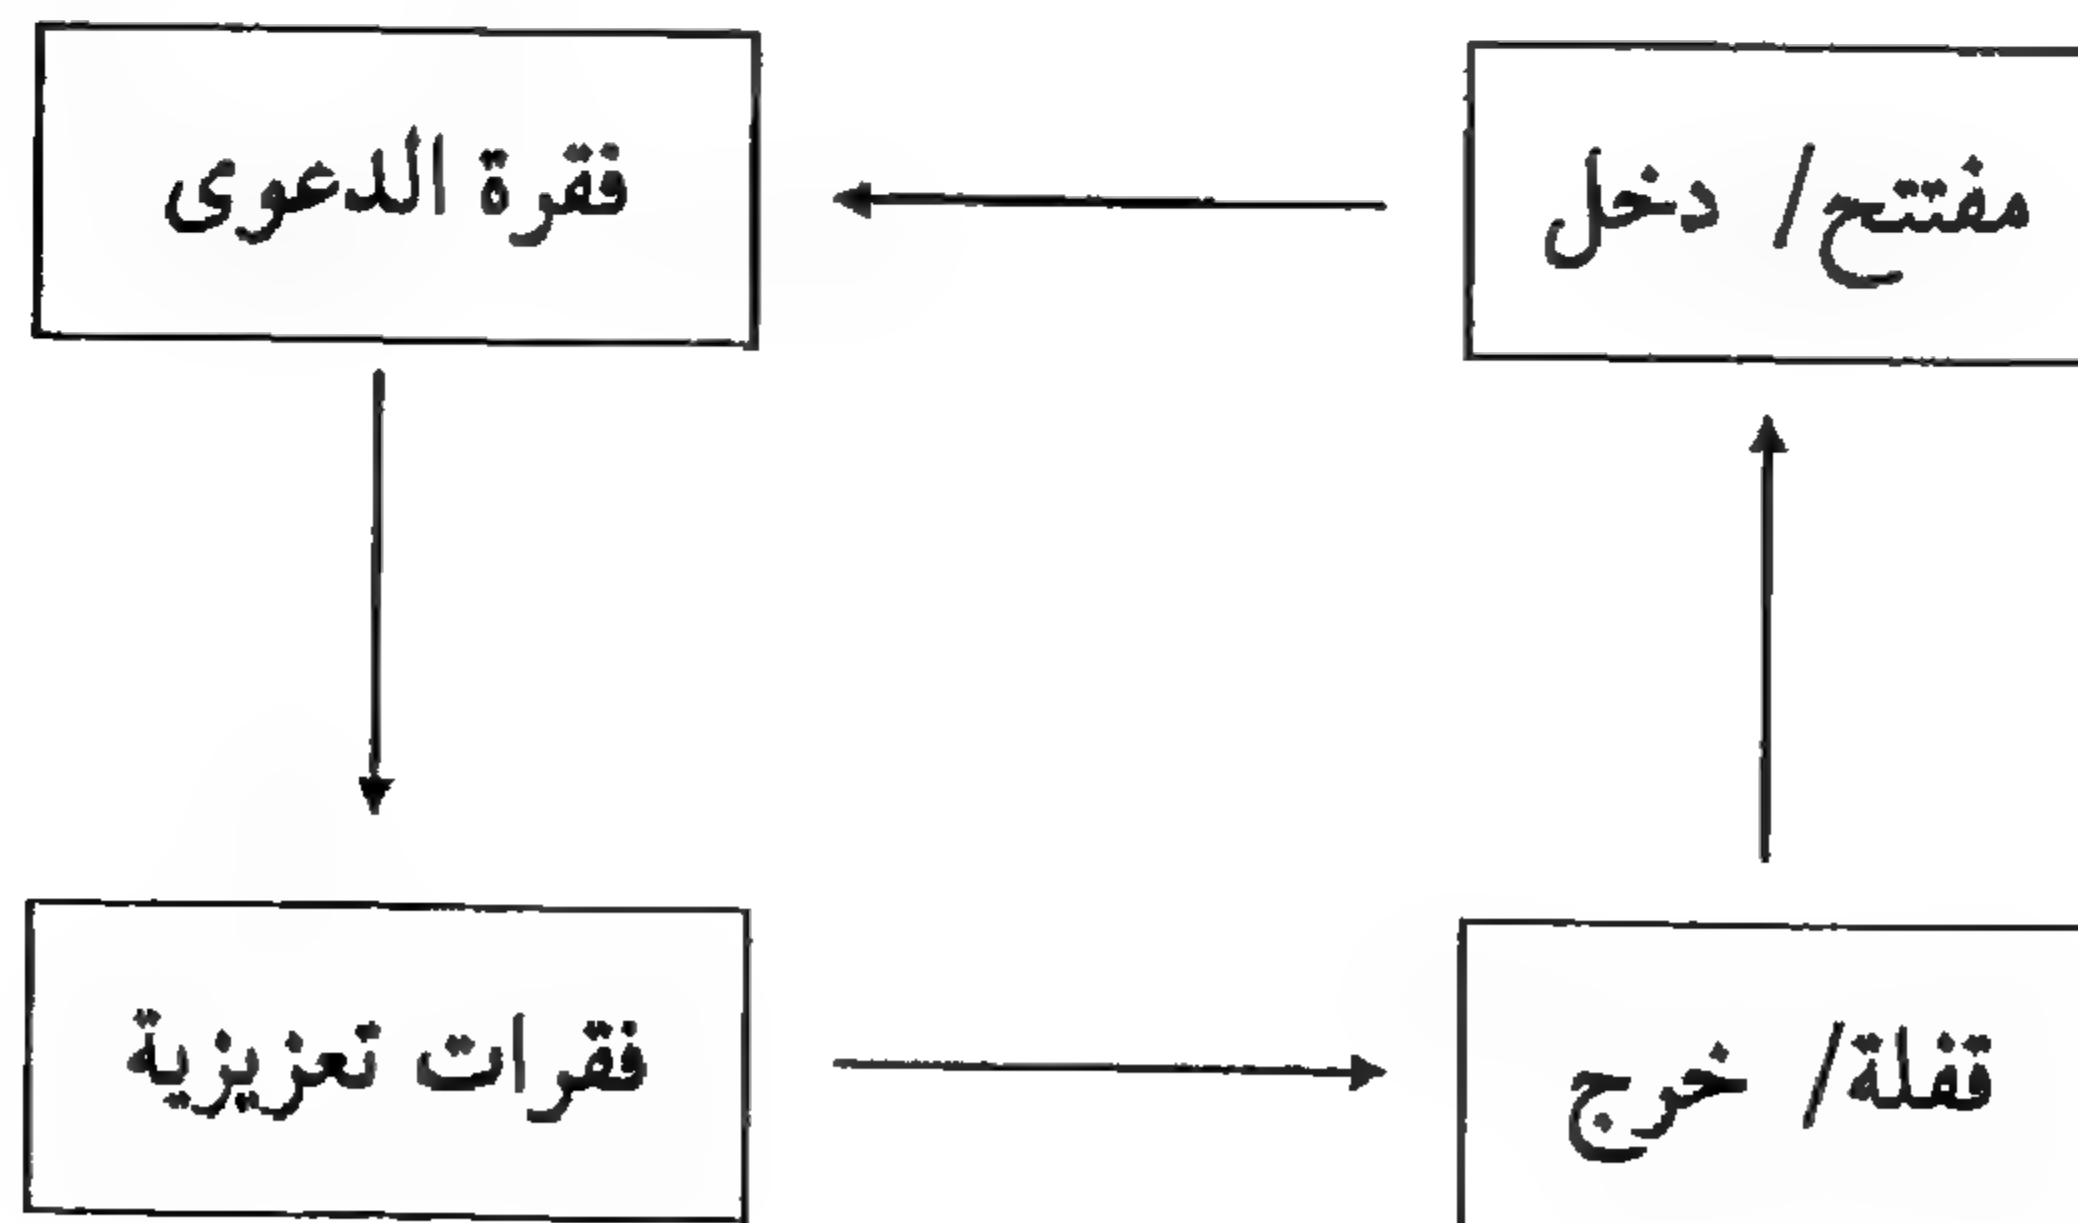 مفتتح/ دخل
فقرة الدعوى
قفلة/ خرج
فقرات تعزيزية